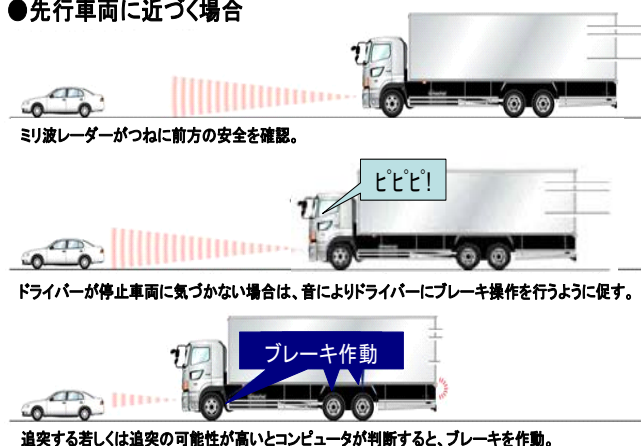 ●先行車両に近づく場合
ミリ波レーダーがつねに前方の安全を確認。
ピピピ!
ドライバーが停止車両に気づかない場合は、音によりドライバーにブレーキ操作を行うように促す。
ブレーキ作動
追突する若しくは追突の可能性が高いとコンピュータが判断すると、ブレーキを作動。